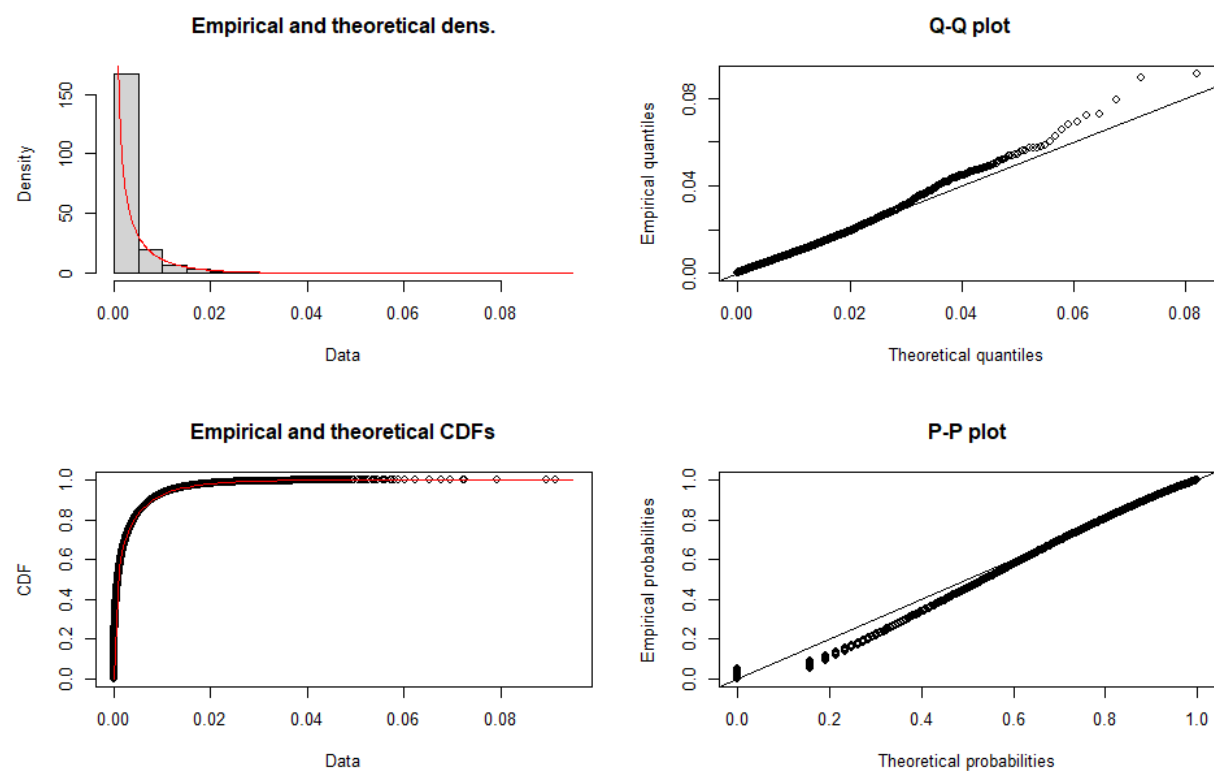 Empirical and theoretical dens.
Density
0 50 100 150
0.00 0.02 0.04 0.06 0.08
Data
Q-Q plot
Empirical quantiles
0.00 0.04 0.08
0.00 0.02 0.04 0.06 0.08
Theoretical quantiles
Empirical and theoretical CDFs
CDF
0.0 0.2 0.4 0.6 0.8 1.0
0.00 0.02 0.04 0.06 0.08
Data
P-P plot
Empirical probabilities
0.0 0.2 0.4 0.6 0.8 1.0
0.0 0.2 0.4 0.6 0.8 1.0
Theoretical probabilities